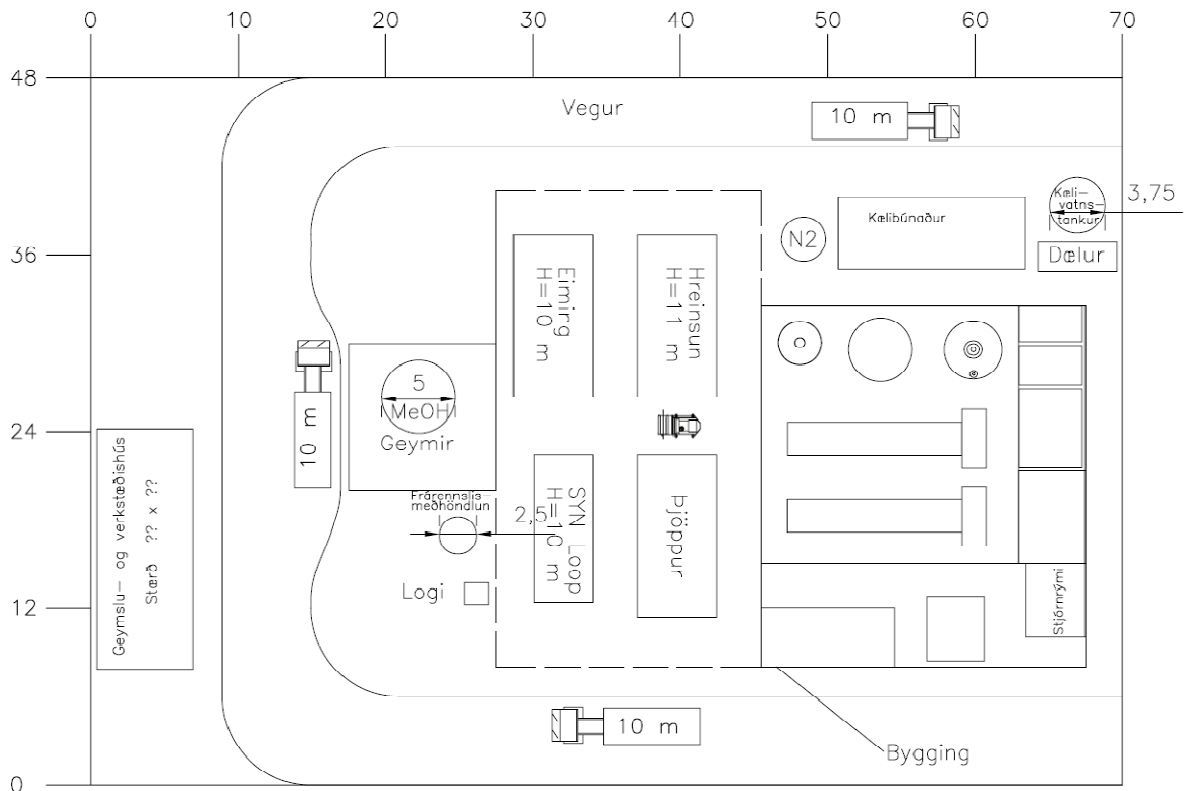 0 10 20 30 40 50 60 70
48
36
24
12
0
Vegur
10 m
Kæli-
vatns-
tankur
3,75
Kælibúnaður
N2
Dælur
Eimirg
H=10 m
Hreinsun
H=11 m
10 m
5
MeOH
Geymir
Geymslu- og verkstæðishús
Stærð ?? x ??
Frárennslis-
meðhöndlun
2,5
SYN Loop
H=10 m
Þjöppur
Logi
Stjórnrými
10 m
Bygging